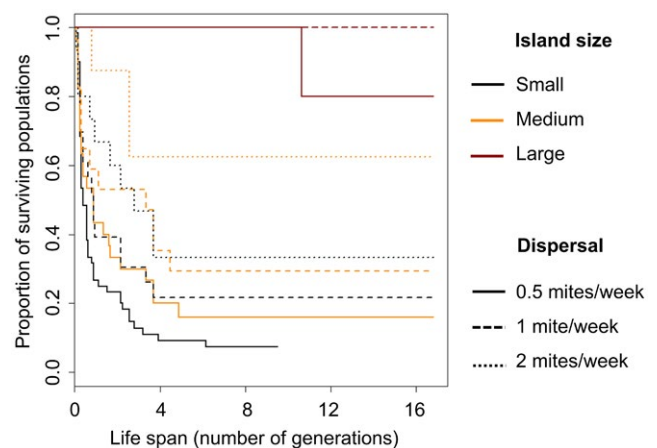 Proportion of surviving populations
1.0
0.8
0.6
0.4
0.2
0.0
0 4 8 12 16
Life span (number of generations)
Island size
Small
Medium
Large
Dispersal
0.5 mites/week
1 mite/week
2 mites/week